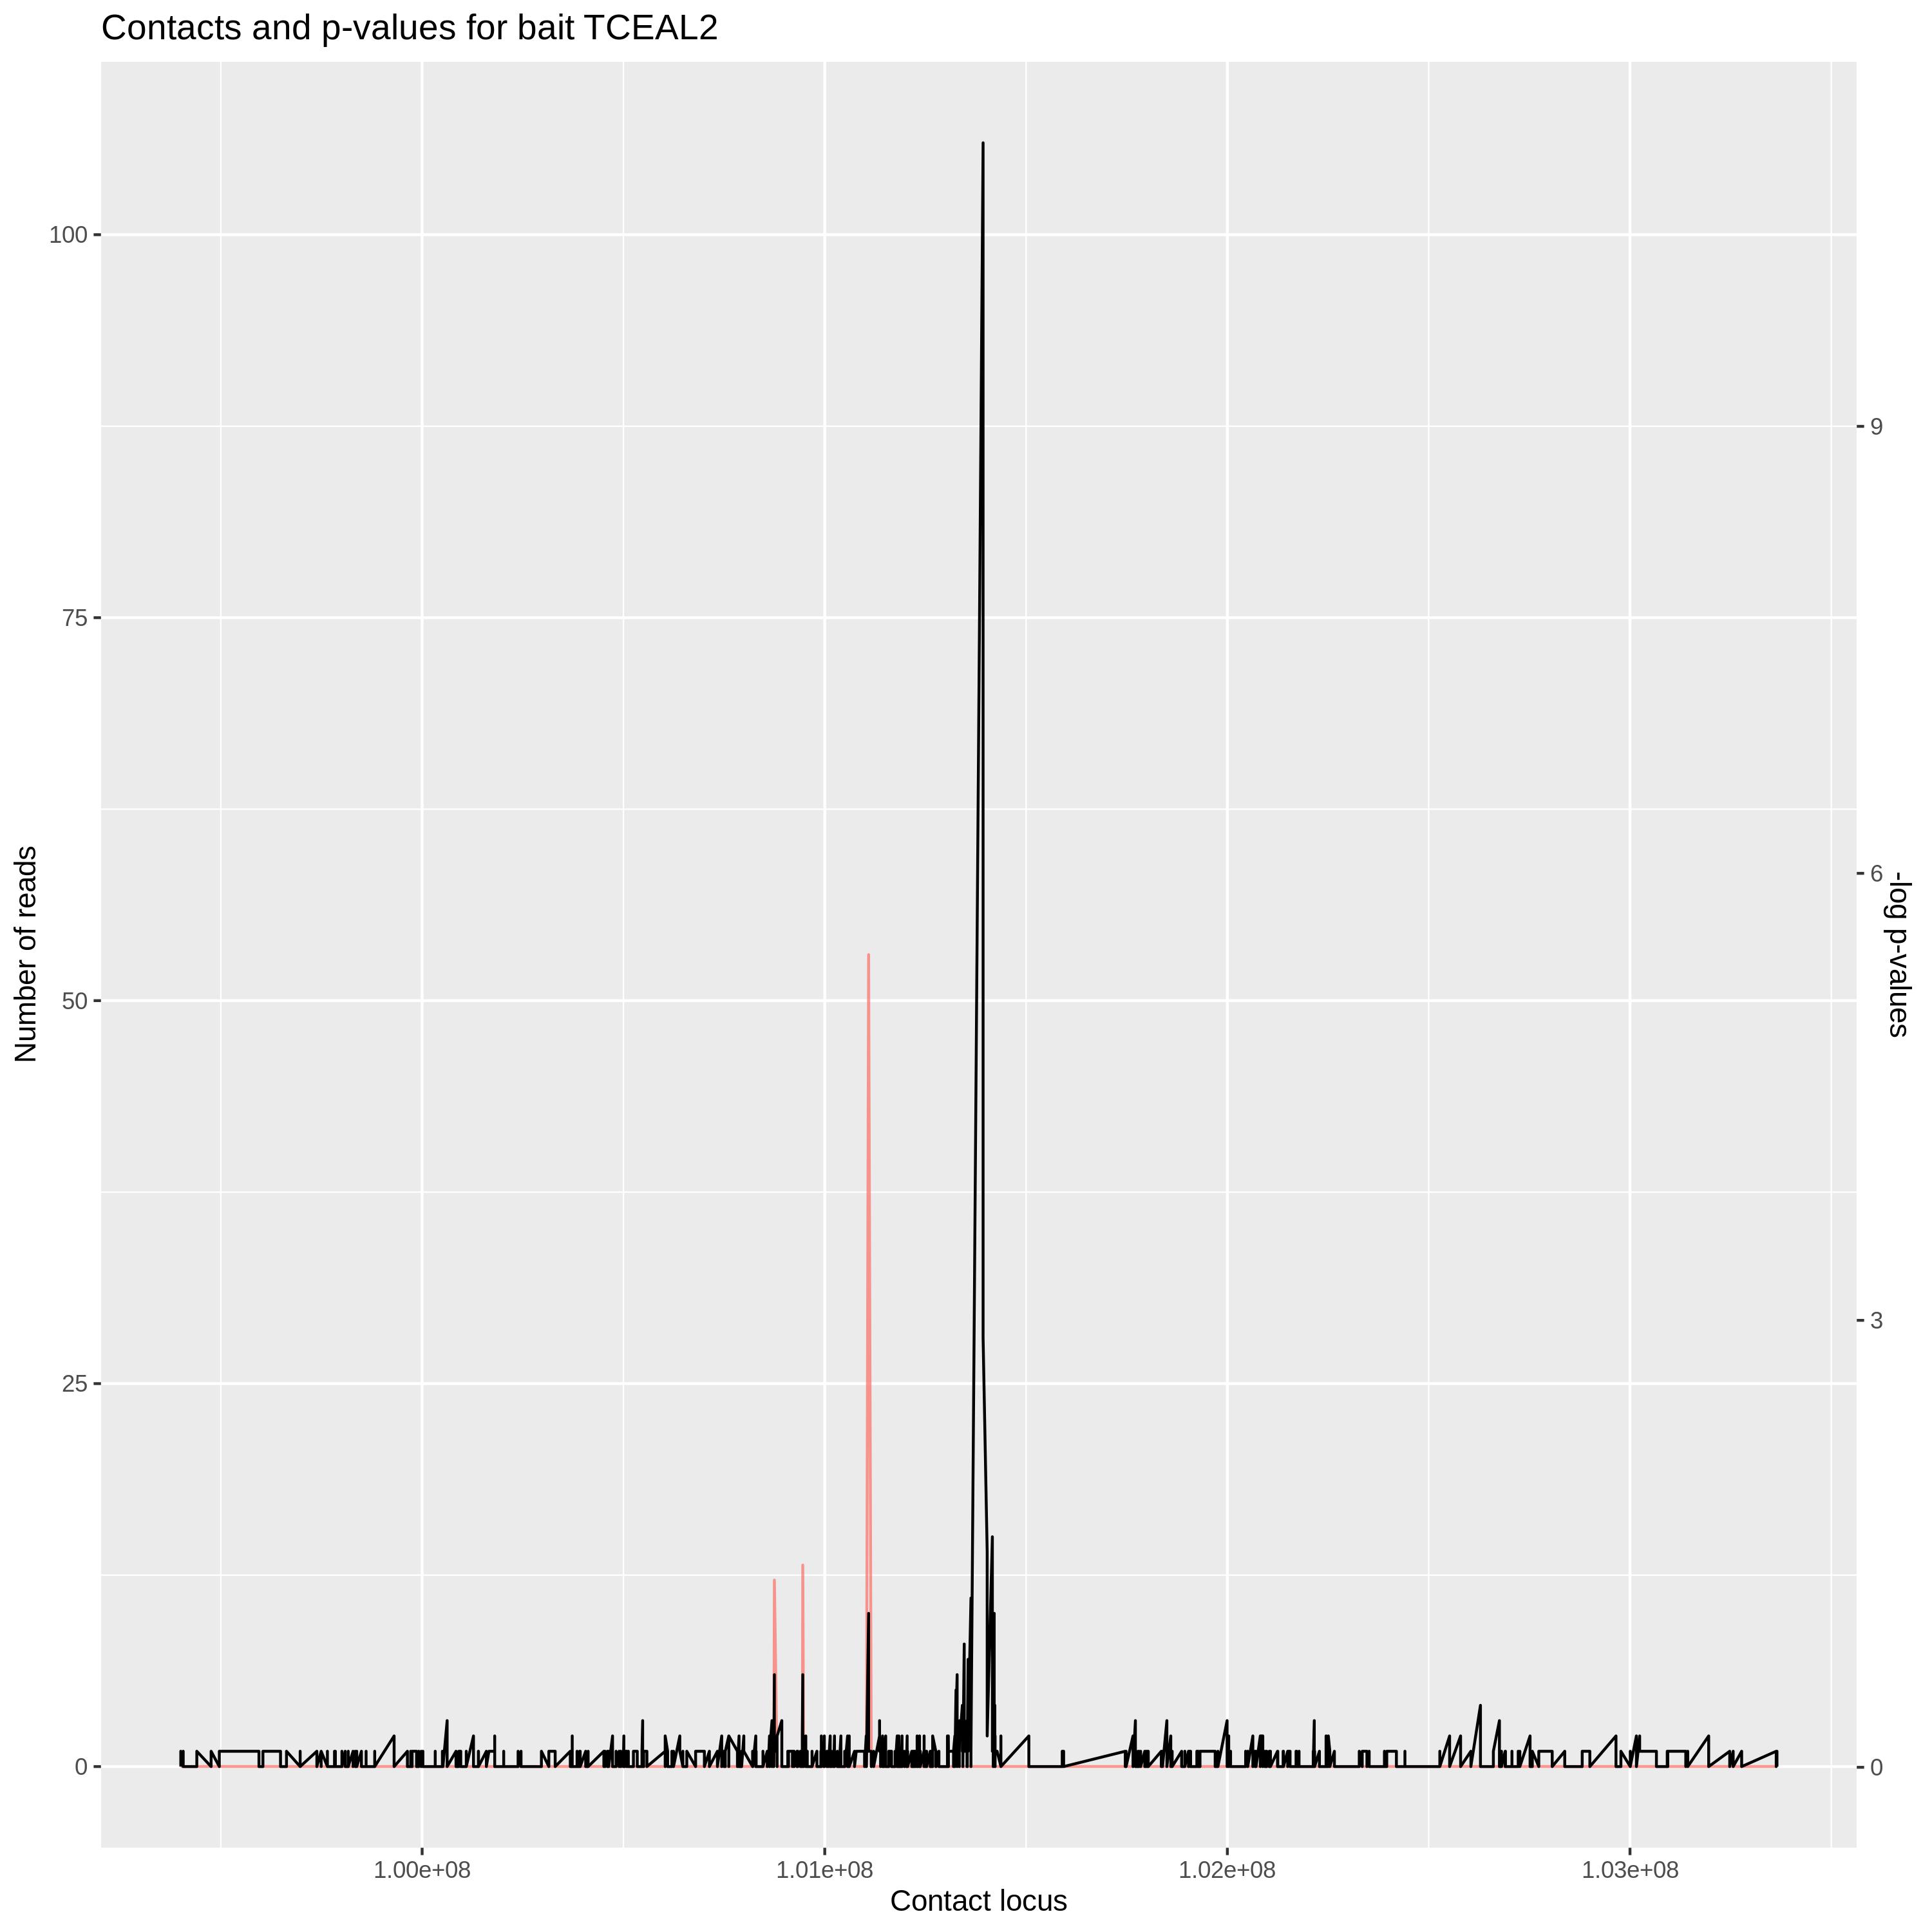 Contacts and p-values for bait TCEAL2
100
75
50
25
0
Number of reads
9
6
3
0
-log p-values
1.00e+08
1.01e+08
1.02e+08
1.03e+08
Contact locus